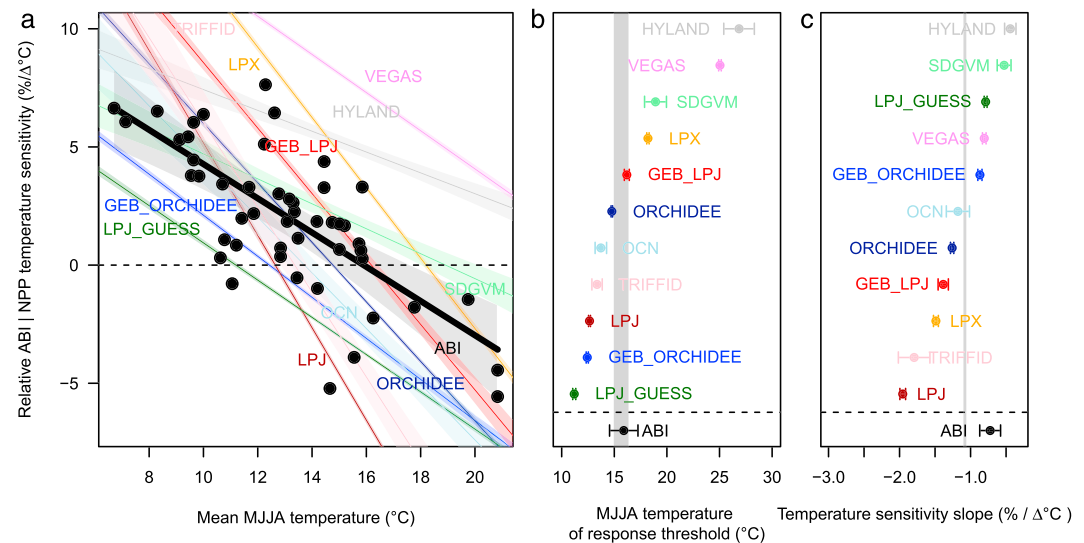 a
Relative ABI | NPP temperature sensitivity (%/Δ°C)
10
5
0
−5
TRIFFID
LPX
VEGAS
HYLAND
GEB_LPJ
GEB_ORCHIDEE
LPJ_GUESS
SDGVM
OCN
ABI
LPJ
ORCHIDEE
8 10 12 14 16 18 20
Mean MJJA temperature (°C)
b
HYLAND
VEGAS
SDGVM
LPX
GEB_LPJ
ORCHIDEE
OCN
TRIFFID
LPJ
GEB_ORCHIDEE
LPJ_GUESS
ABI
10 15 20 25 30
MJJA temperature
of response threshold (°C)
c
HYLAND
SDGVM
LPJ_GUESS
VEGAS
GEB_ORCHIDEE
OCN
ORCHIDEE
GEB_LPJ
LPX
TRIFFID
LPJ
ABI
−3.0 −2.0 −1.0
Temperature sensitivity slope (% / Δ°C )